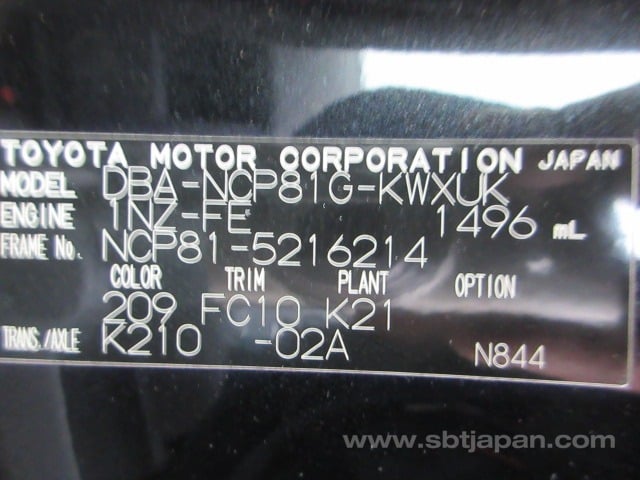 TOYOTA MOTOR CORPORATION JAPAN
MODEL DBA-NCP81G-KWXUK
ENGINE 1NZ-FE 1496 mL
FRAME No. NCP81-5216214
COLOR TRIM PLANT OPTION
209 FC10 K21
TRANS./AXLE K210 -02A N844
www.sbtjapan.com